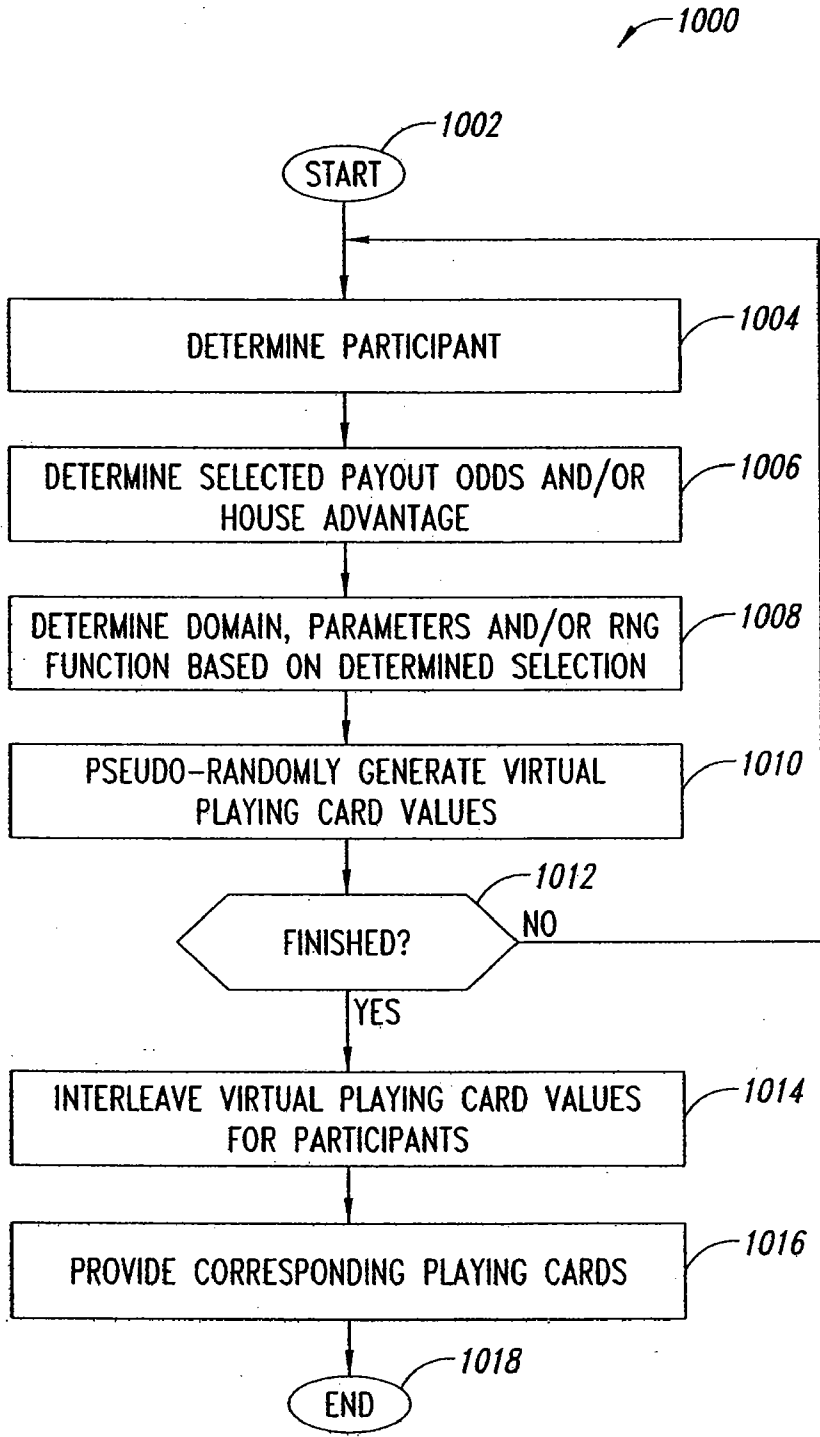 1000
1002
START
1004
DETERMINE PARTICIPANT
1006
DETERMINE SELECTED PAYOUT ODDS AND/OR
HOUSE ADVANTAGE
1008
DETERMINE DOMAIN, PARAMETERS AND/OR RNG
FUNCTION BASED ON DETERMINED SELECTION
1010
PSEUDO-RANDOMLY GENERATE VIRTUAL
PLAYING CARD VALUES
1012
FINISHED?
NO
YES
1014
INTERLEAVE VIRTUAL PLAYING CARD VALUES
FOR PARTICIPANTS
1016
PROVIDE CORRESPONDING PLAYING CARDS
1018
END